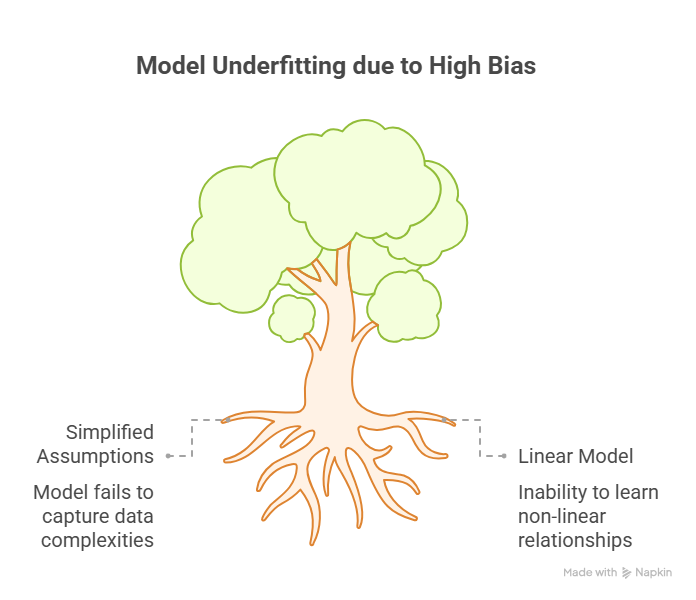 Model Underfitting due to High Bias
Simplified
Assumptions
Model fails to
capture data
complexities
Linear Model
Inability to learn
non-linear
relationships
Made with Napkin